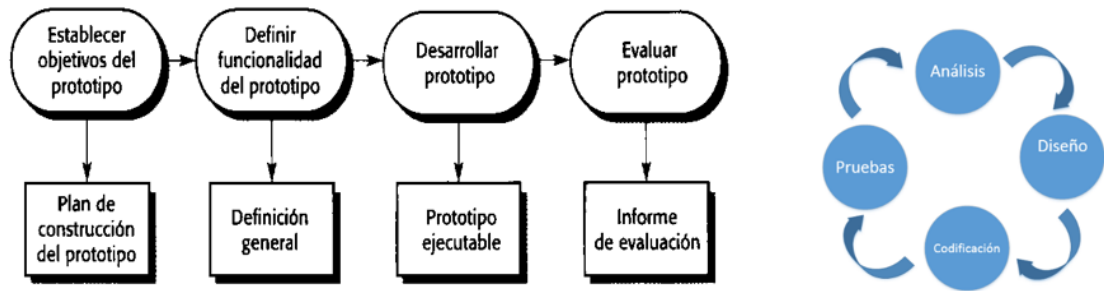 Establecer
objetivos del
prototipo
Definir
funcionalidad
del prototipo
Desarrollar
prototipo
Evaluar
prototipo
Plan de
construcción
del prototipo
Definición
general
Prototipo
ejecutable
Informe
de evaluación
Análisis
Diseño
Codificación
Pruebas